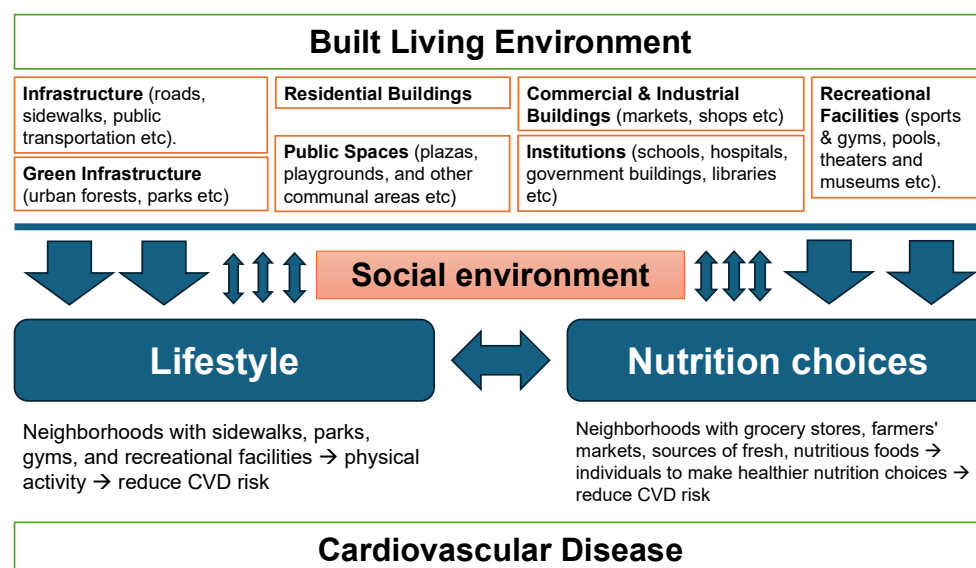 Built Living Environment
Infrastructure (roads,
sidewalks, public
transportation etc).
Green Infrastructure
(urban forests, parks etc)
Residential Buildings
Public Spaces (plazas,
playgrounds, and other
communal areas etc)
Commercial & Industrial
Buildings (markets, shops etc)
Institutions (schools, hospitals,
government buildings, libraries
etc)
Recreational
Facilities (sports
& gyms, pools,
theaters and
museums etc).
Social environment
Lifestyle
Nutrition choices
Neighborhoods with sidewalks, parks,
gyms, and recreational facilities → physical
activity → reduce CVD risk
Neighborhoods with grocery stores, farmers'
markets, sources of fresh, nutritious foods →
individuals to make healthier nutrition choices →
reduce CVD risk
Cardiovascular Disease